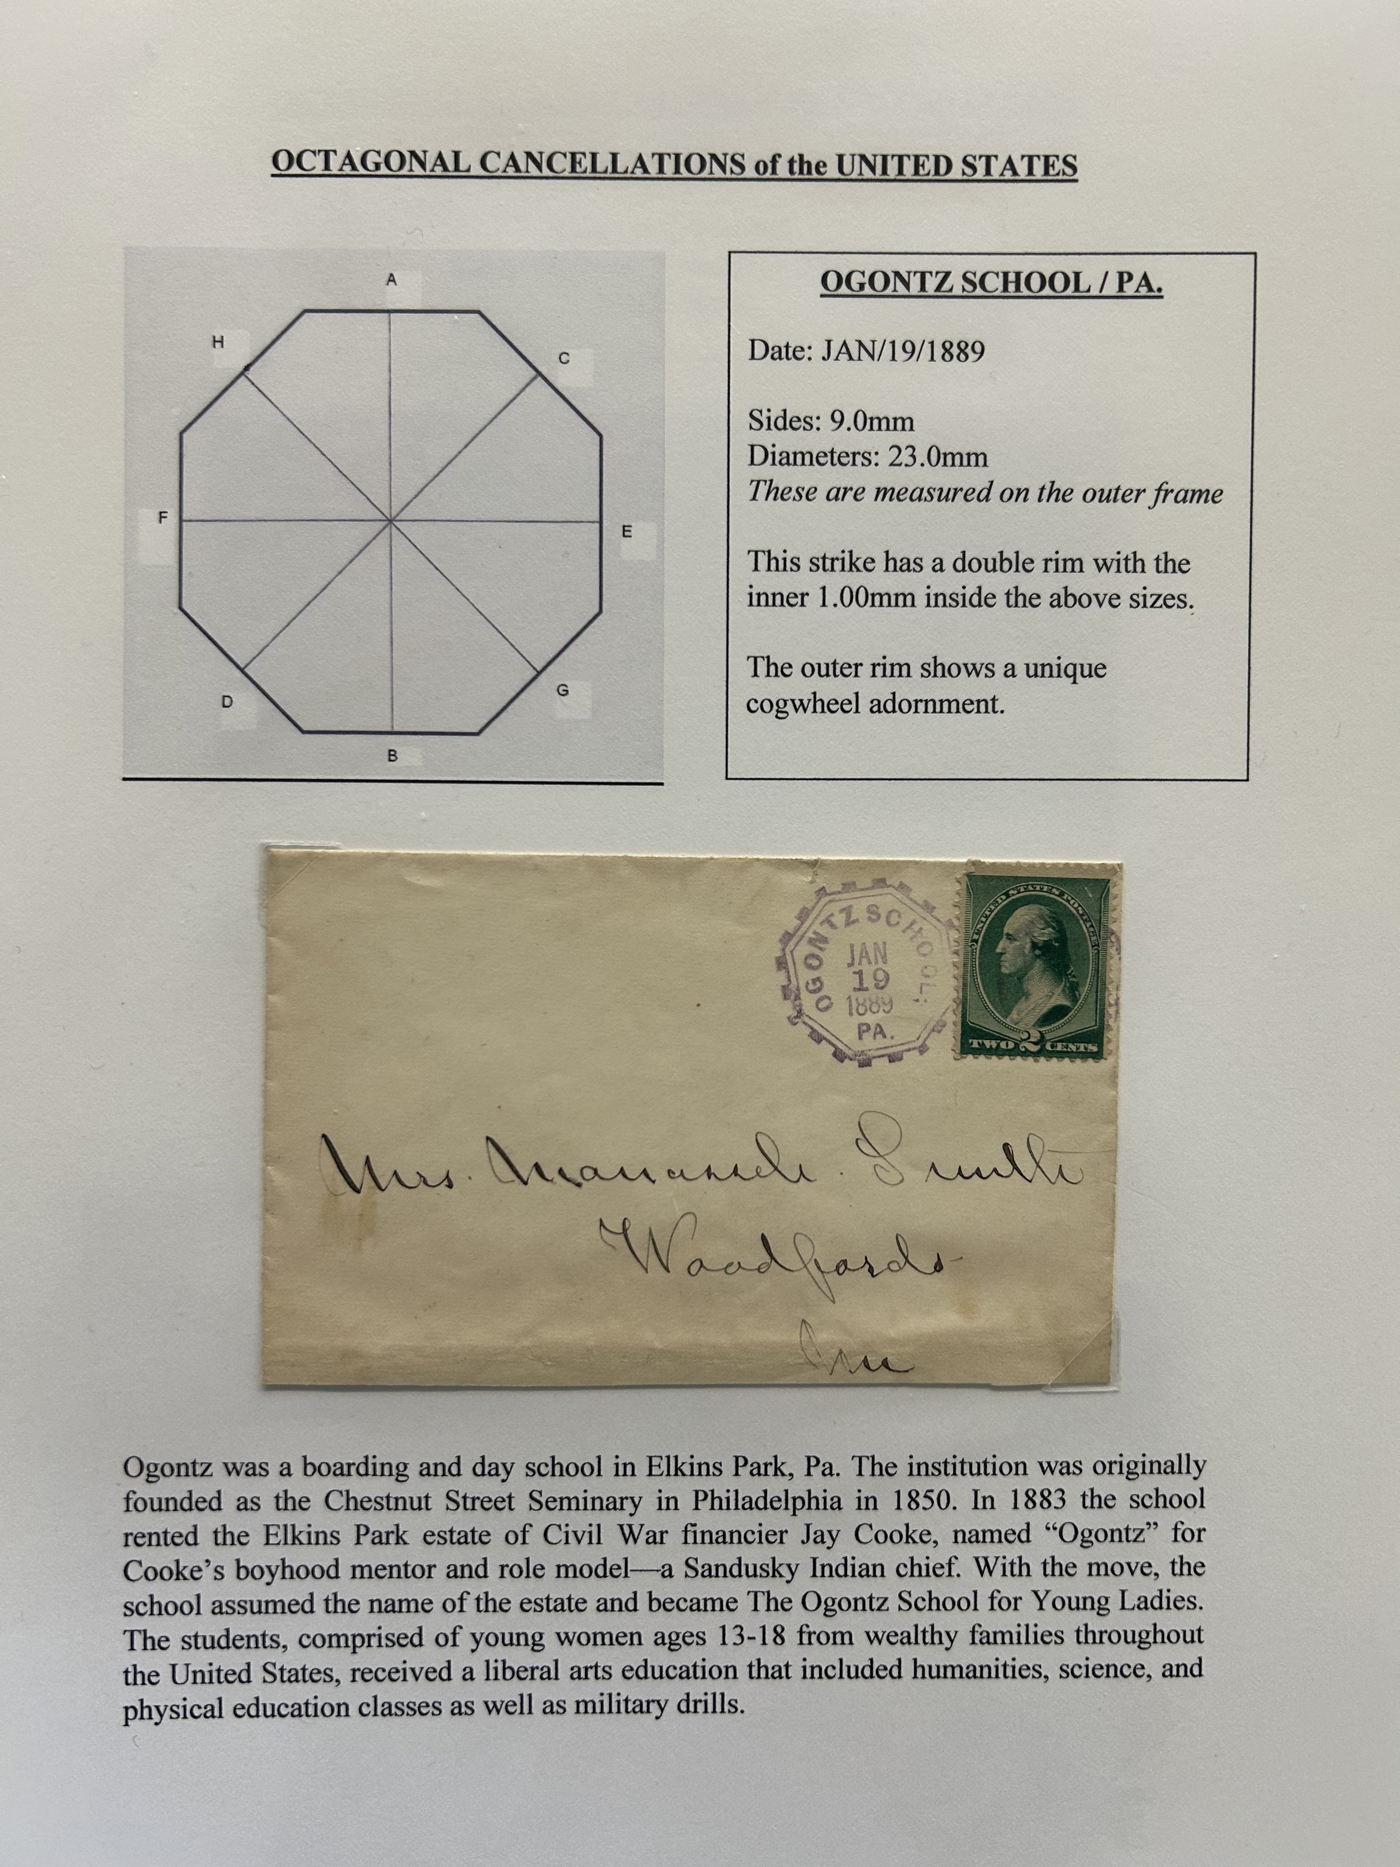 OCTAGONAL CANCELLATIONS of the UNITED STATES
A
H
C
F
E
D
G
B
OGONTZ SCHOOL / PA.
Date: JAN/19/1889
Sides: 9.0mm
Diameters: 23.0mm
These are measured on the outer frame
This strike has a double rim with the
inner 1.00mm inside the above sizes.
The outer rim shows a unique
cogwheel adornment.
OGONTZ SCHOOL,
JAN
19
1889
PA.
UNITED STATES POSTAGE
TWO 2 CENTS
Mrs. Manasseh Smith
Woodfords
Ogontz was a boarding and day school in Elkins Park, Pa. The institution was originally
founded as the Chestnut Street Seminary in Philadelphia in 1850. In 1883 the school
rented the Elkins Park estate of Civil War financier Jay Cooke, named “Ogontz” for
Cooke’s boyhood mentor and role model—a Sandusky Indian chief. With the move, the
school assumed the name of the estate and became The Ogontz School for Young Ladies.
The students, comprised of young women ages 13-18 from wealthy families throughout
the United States, received a liberal arts education that included humanities, science, and
physical education classes as well as military drills.